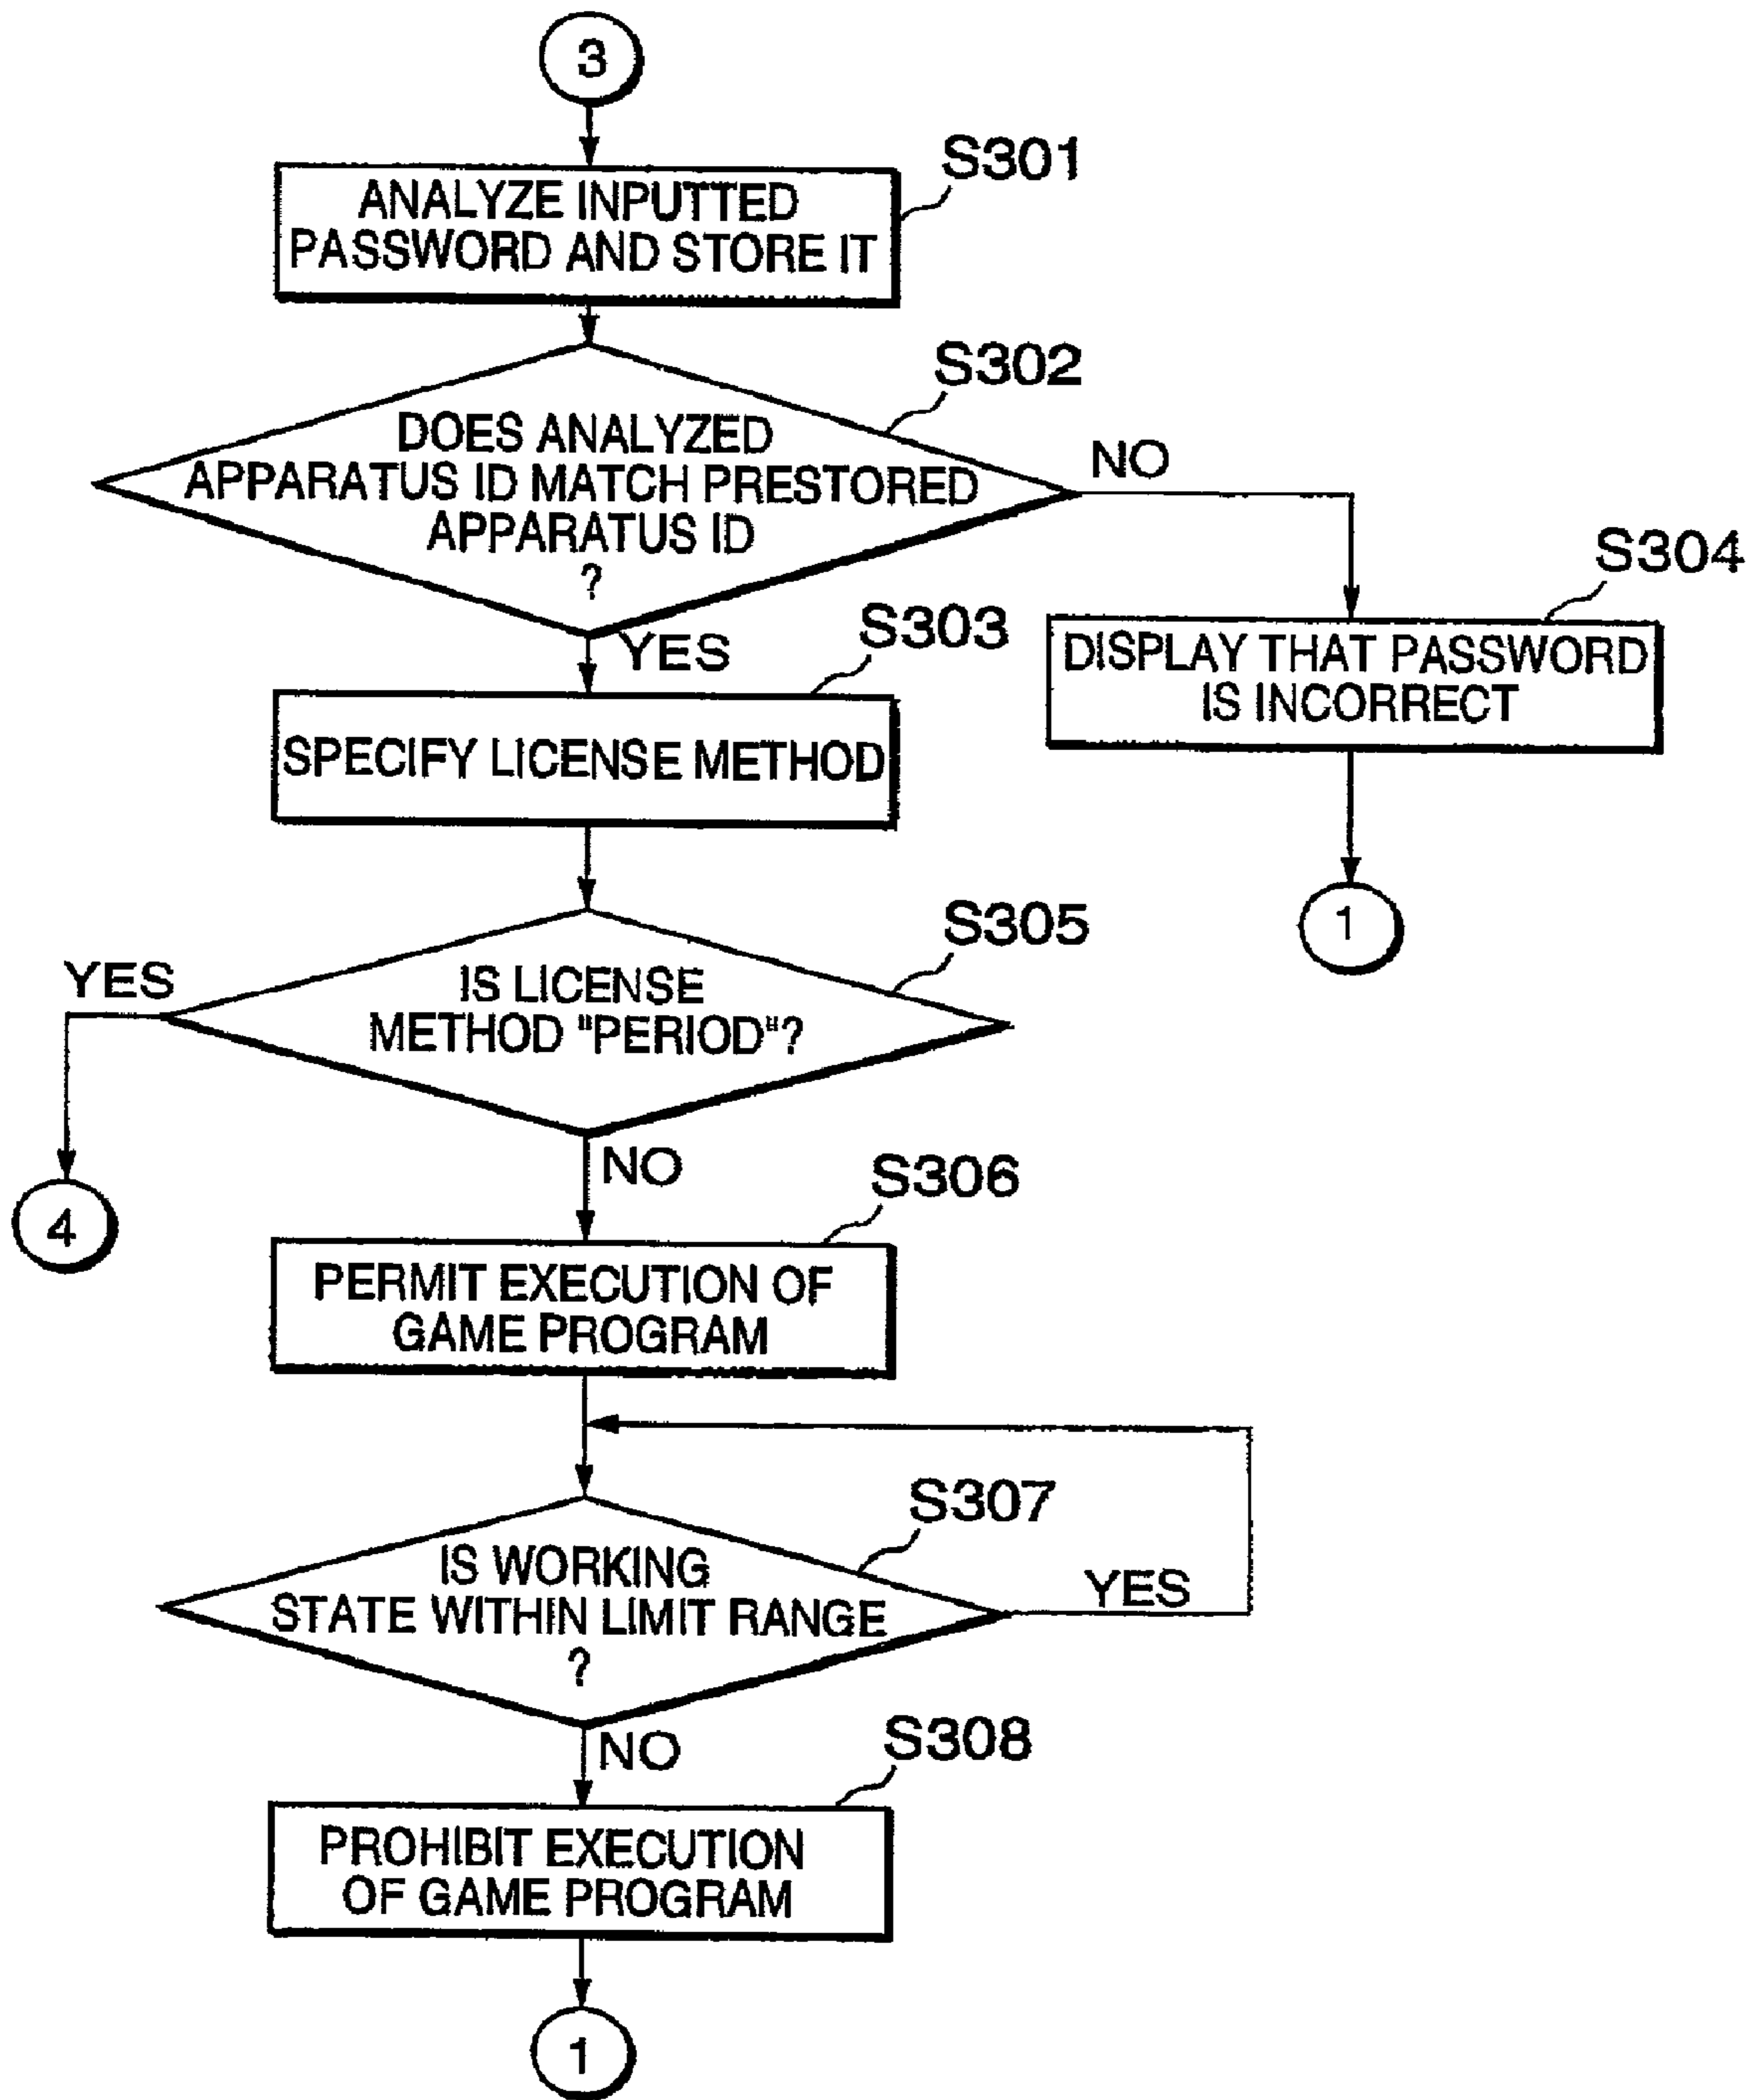 3
S301
ANALYZE INPUTTED
PASSWORD AND STORE IT
S302
DOES ANALYZED
APPARATUS ID MATCH PRESTORED
APPARATUS ID
?
NO
S304
DISPLAY THAT PASSWORD
IS INCORRECT
1
YES
S303
SPECIFY LICENSE METHOD
S305
IS LICENSE
METHOD "PERIOD"?
YES
4
NO
S306
PERMIT EXECUTION OF
GAME PROGRAM
S307
IS WORKING
STATE WITHIN LIMIT RANGE
?
YES
NO
S308
PROHIBIT EXECUTION
OF GAME PROGRAM
1